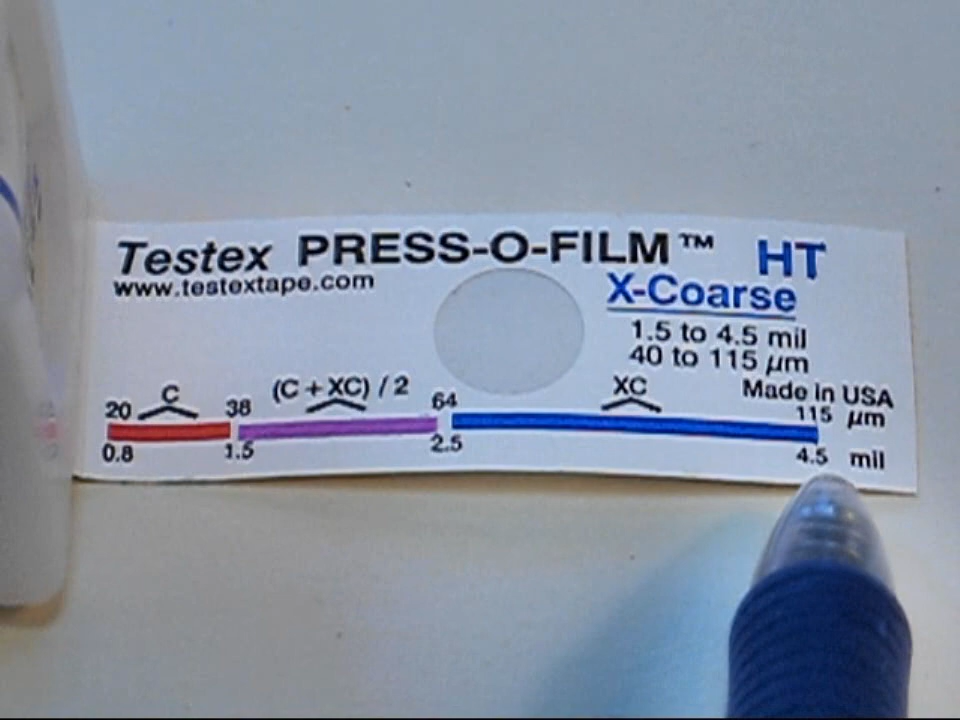 Testex PRESS-O-FILM™ HT
www.testextape.com
X-Coarse
1.5 to 4.5 mil
40 to 115 µm
Made in USA
C (C + XC) / 2 XC
20 38 64 115 µm
0.8 1.5 2.5 4.5 mil